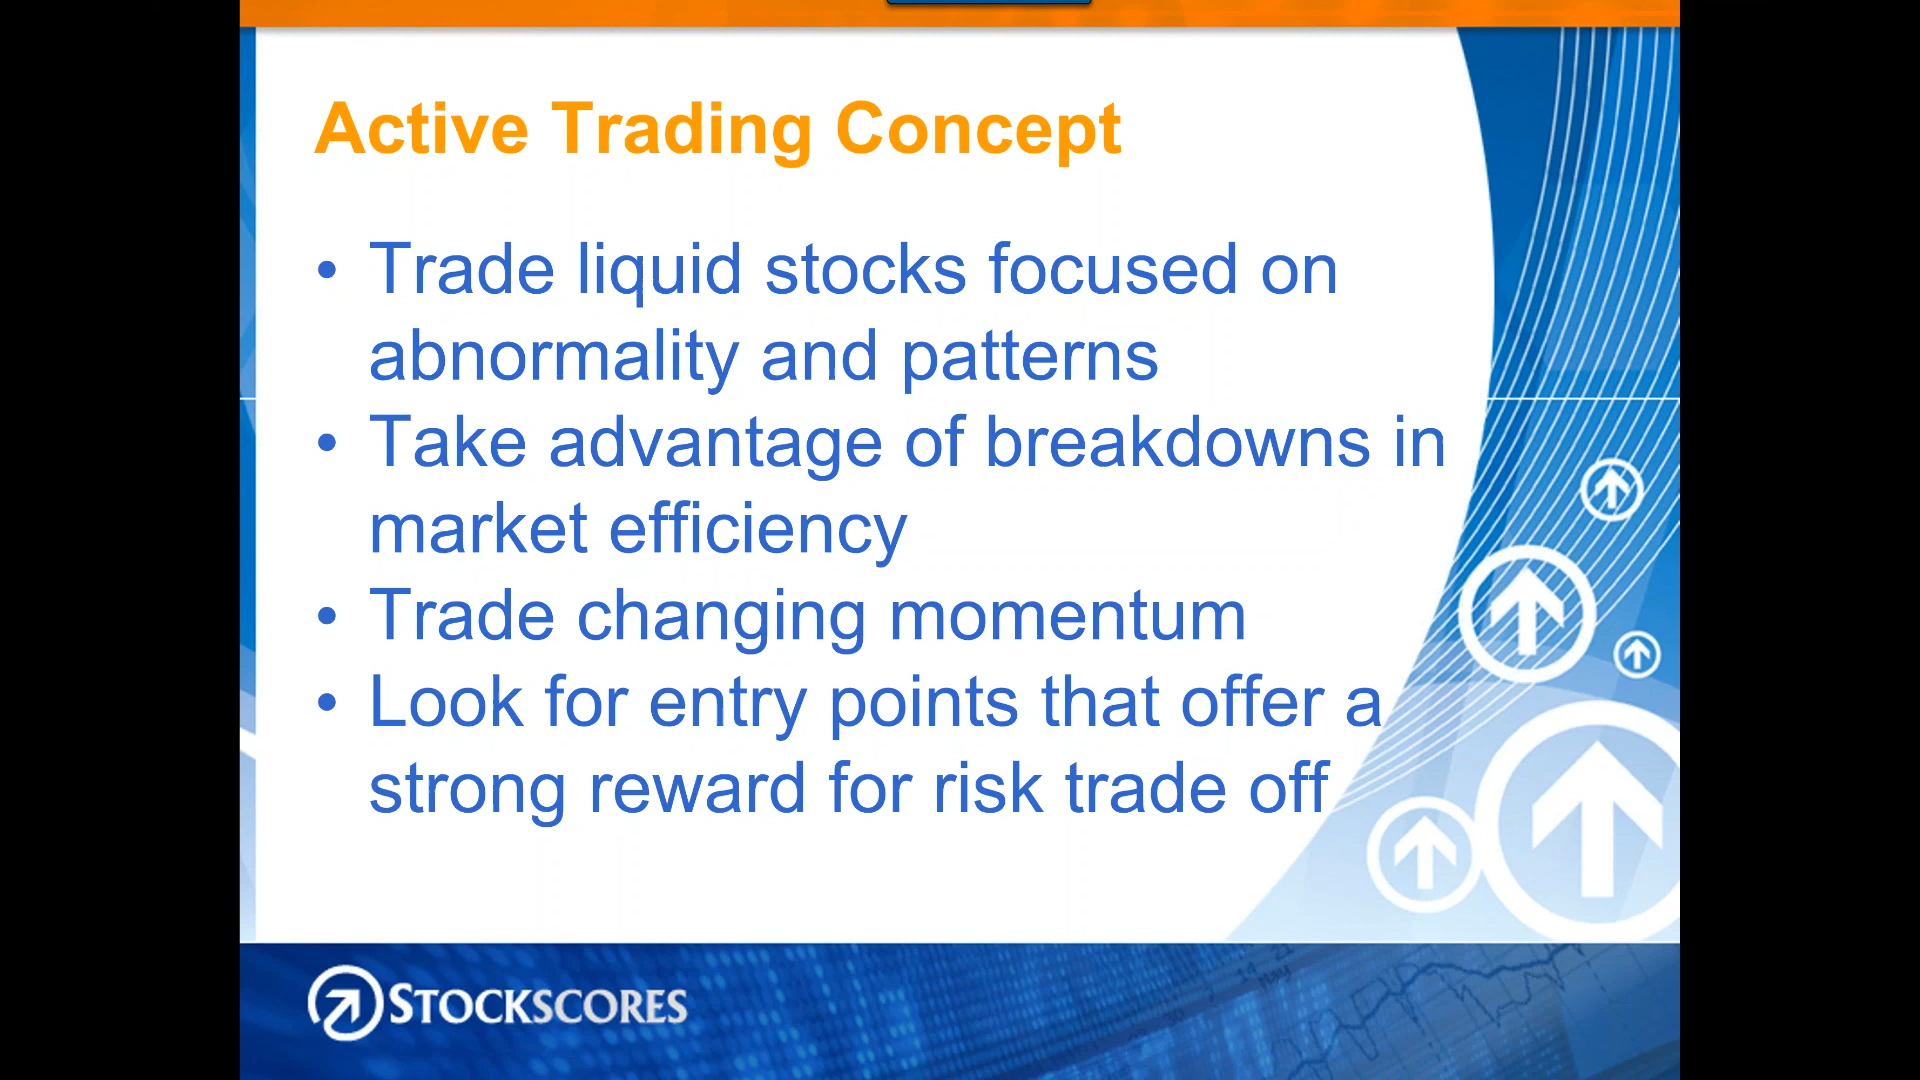 Active Trading Concept
• Trade liquid stocks focused on
abnormality and patterns
• Take advantage of breakdowns in
market efficiency
• Trade changing momentum
• Look for entry points that offer a
strong reward for risk trade off
STOCKSCORES